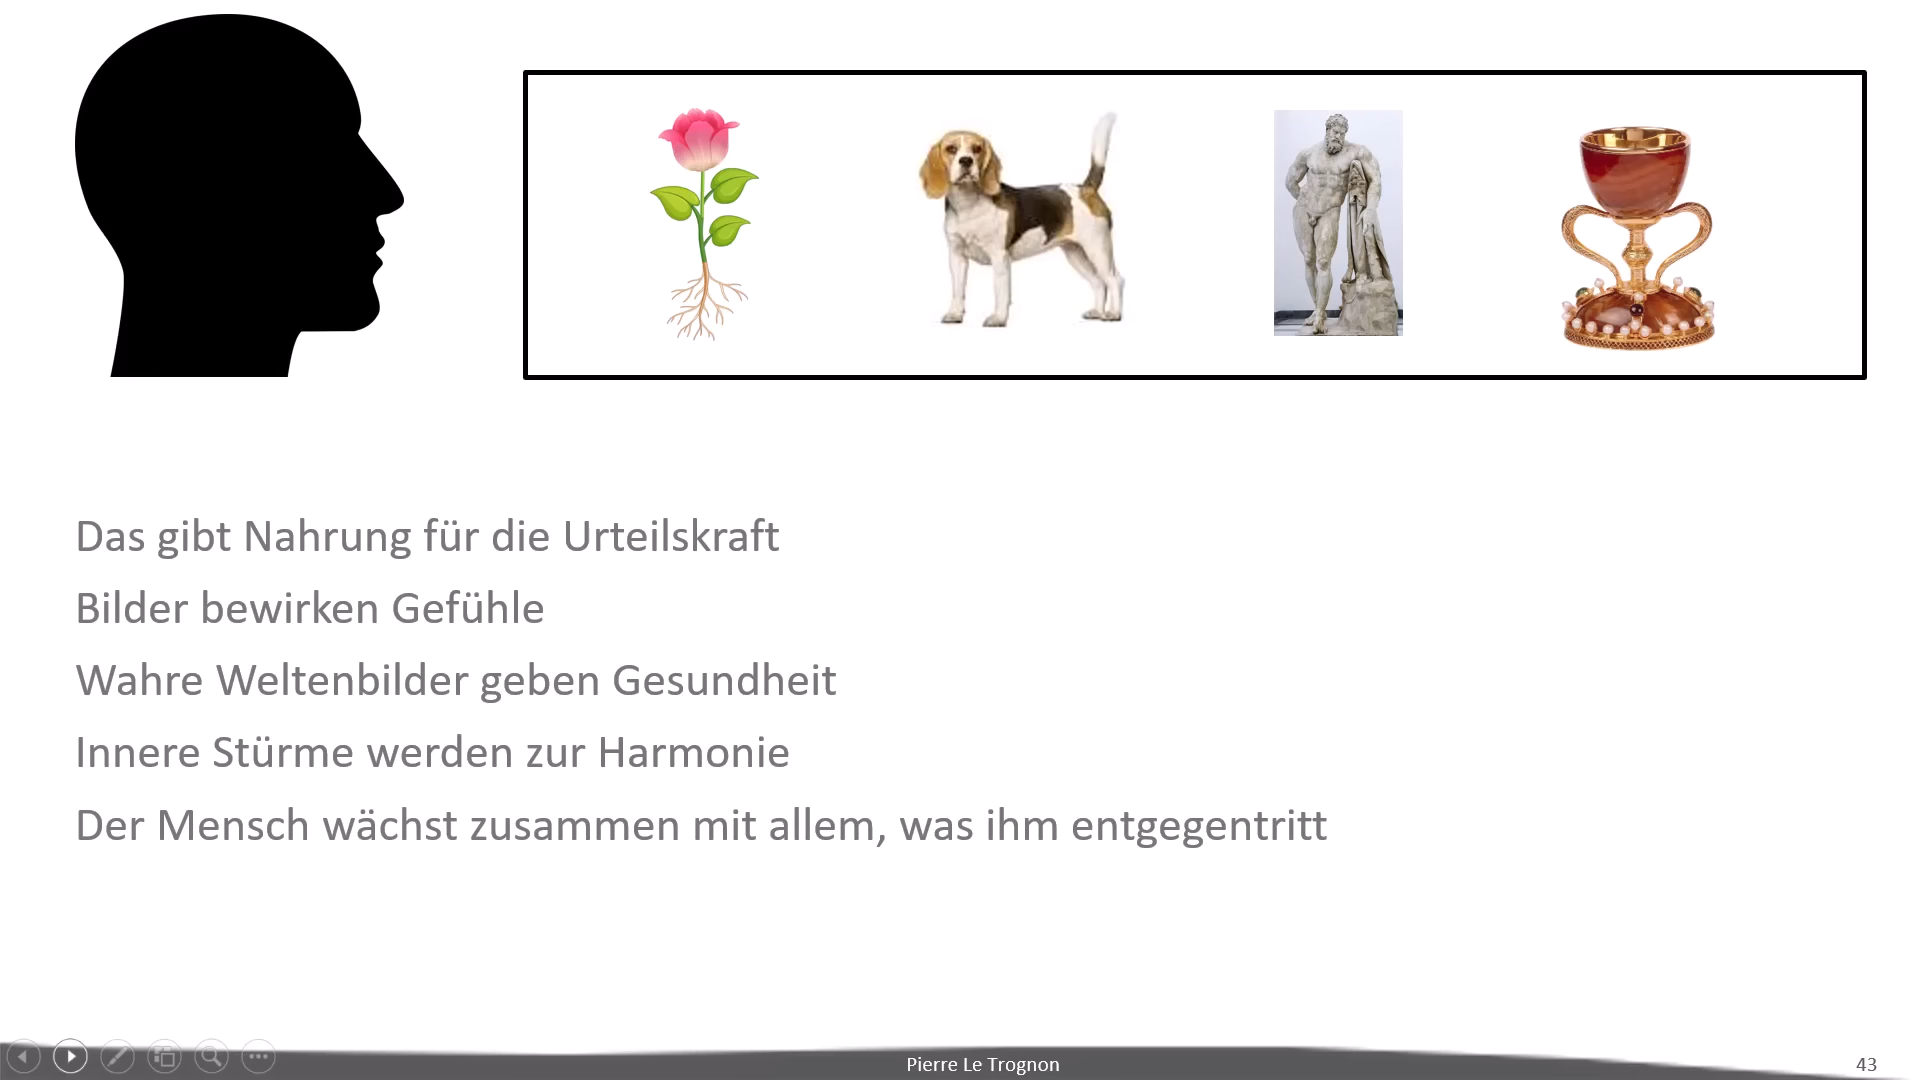 Das gibt Nahrung für die Urteilskraft
Bilder bewirken Gefühle
Wahre Weltenbilder geben Gesundheit
Innere Stürme werden zur Harmonie
Der Mensch wächst zusammen mit allem, was ihm entgegentritt
Pierre Le Trognon
43